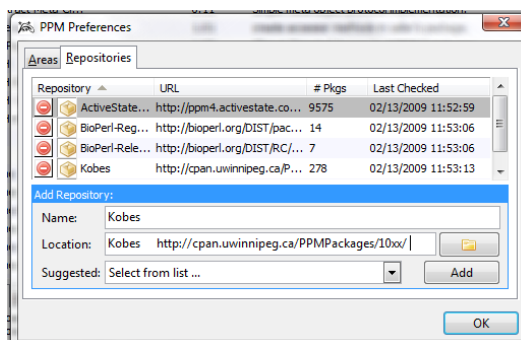 PPM Preferences
Areas Repositories
Repository URL # Pkgs Last Checked
ActiveState... http://ppm4.activestate.co... 9575 02/13/2009 11:52:59
BioPerl-Reg... http://bioperl.org/DIST/pac... 14 02/13/2009 11:53:06
BioPerl-Rele... http://bioperl.org/DIST/RC/... 7 02/13/2009 11:53:06
Kobes http://cpan.uwinnipeg.ca/P... 278 02/13/2009 11:53:13
Add Repository:
Name: Kobes
Location: Kobes http://cpan.uwinnipeg.ca/PPMPackages/10xx/
Suggested: Select from list ... Add
OK